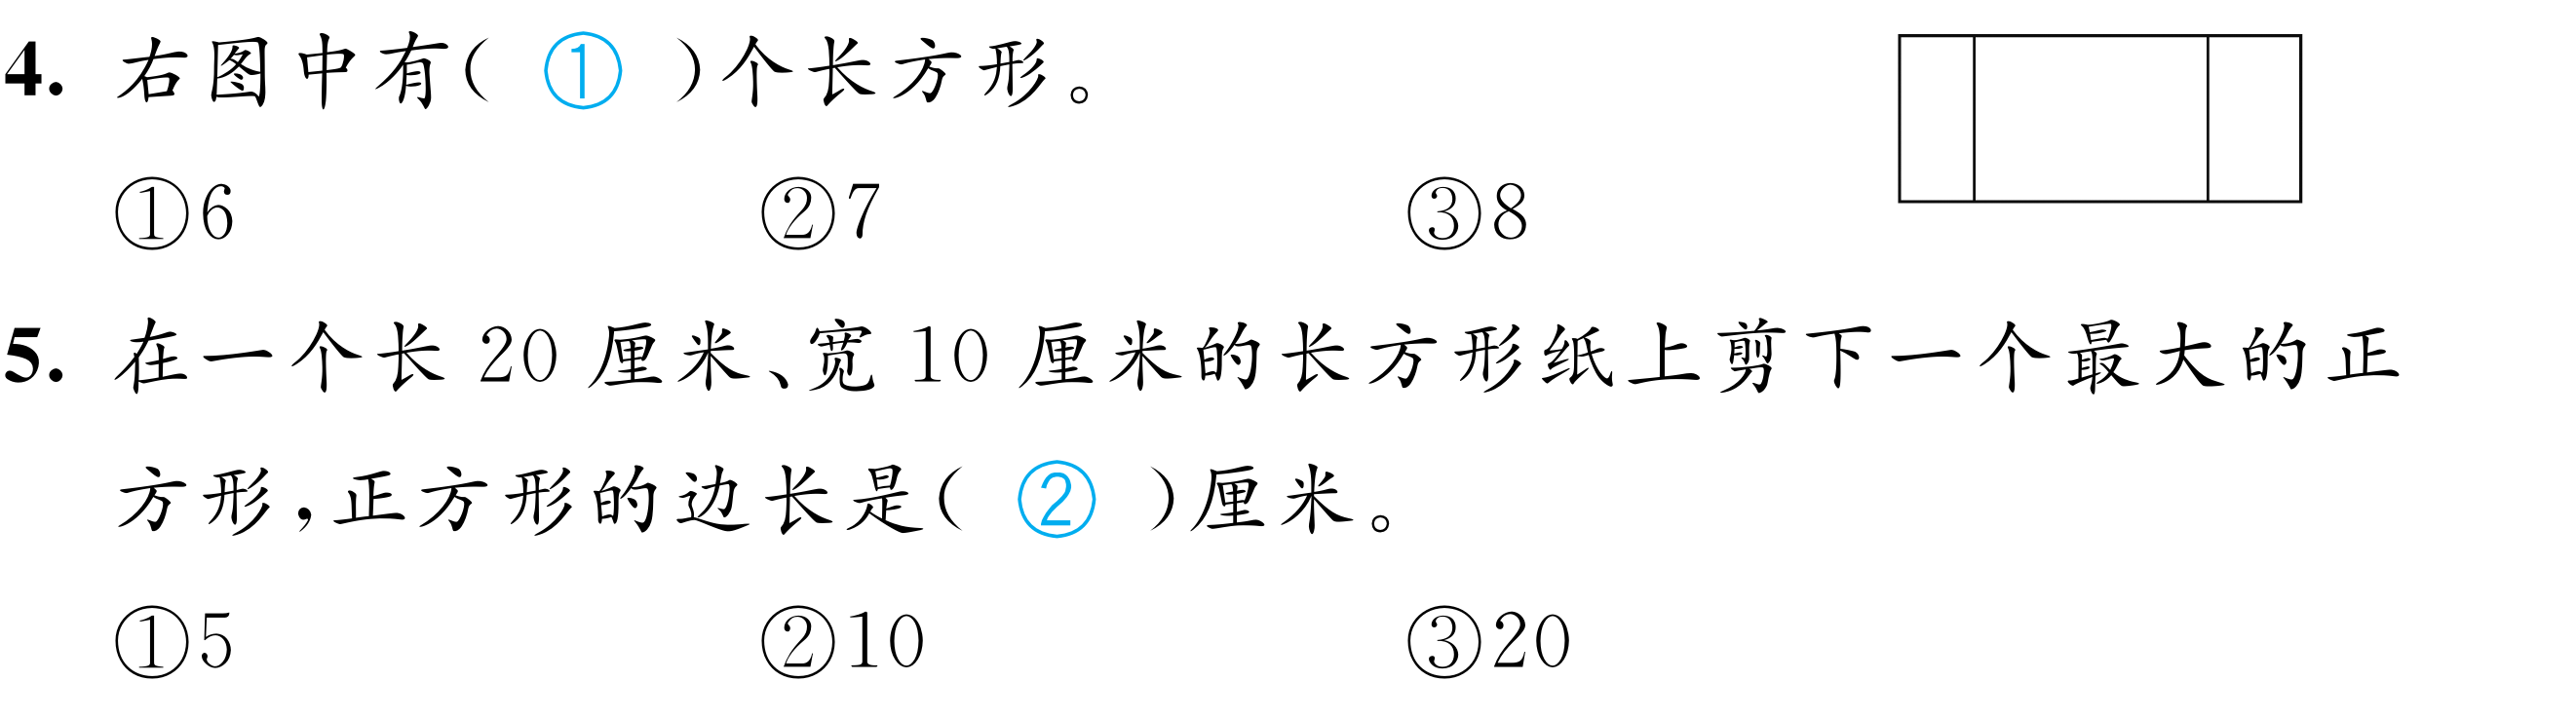 4. 右图中有( ① )个长方形。
①6 ②7 ③8
5. 在一个长 20 厘米、宽 10 厘米的长方形纸上剪下一个最大的正
方形,正方形的边长是( ② )厘米。
①5 ②10 ③20